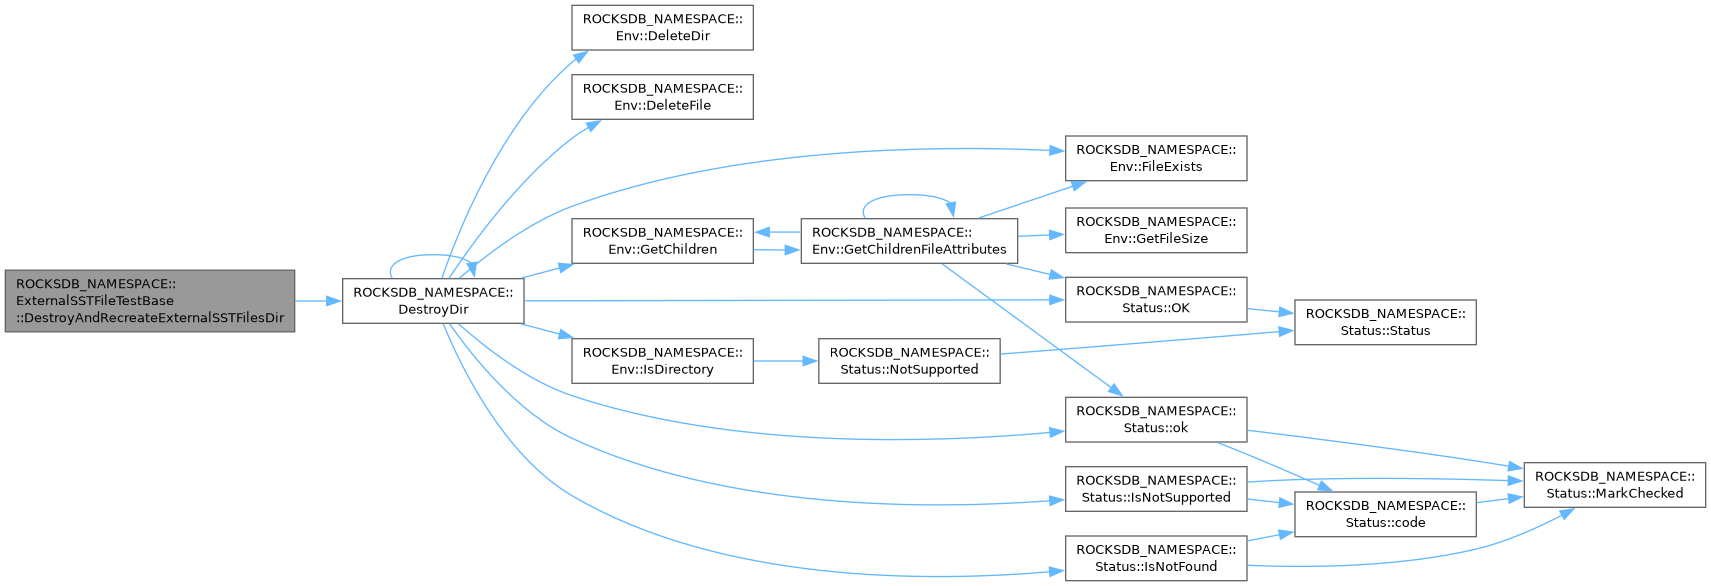 ROCKSDB_NAMESPACE::
ExternalSSTFileTestBase
::DestroyAndRecreateExternalSSTFilesDir
ROCKSDB_NAMESPACE::
DestroyDir
ROCKSDB_NAMESPACE::
Env::DeleteDir
ROCKSDB_NAMESPACE::
Env::DeleteFile
ROCKSDB_NAMESPACE::
Env::GetChildren
ROCKSDB_NAMESPACE::
Env::IsDirectory
ROCKSDB_NAMESPACE::
Env::GetChildrenFileAttributes
ROCKSDB_NAMESPACE::
Status::NotSupported
ROCKSDB_NAMESPACE::
Env::FileExists
ROCKSDB_NAMESPACE::
Env::GetFileSize
ROCKSDB_NAMESPACE::
Status::OK
ROCKSDB_NAMESPACE::
Status::ok
ROCKSDB_NAMESPACE::
Status::IsNotSupported
ROCKSDB_NAMESPACE::
Status::IsNotFound
ROCKSDB_NAMESPACE::
Status::Status
ROCKSDB_NAMESPACE::
Status::code
ROCKSDB_NAMESPACE::
Status::MarkChecked